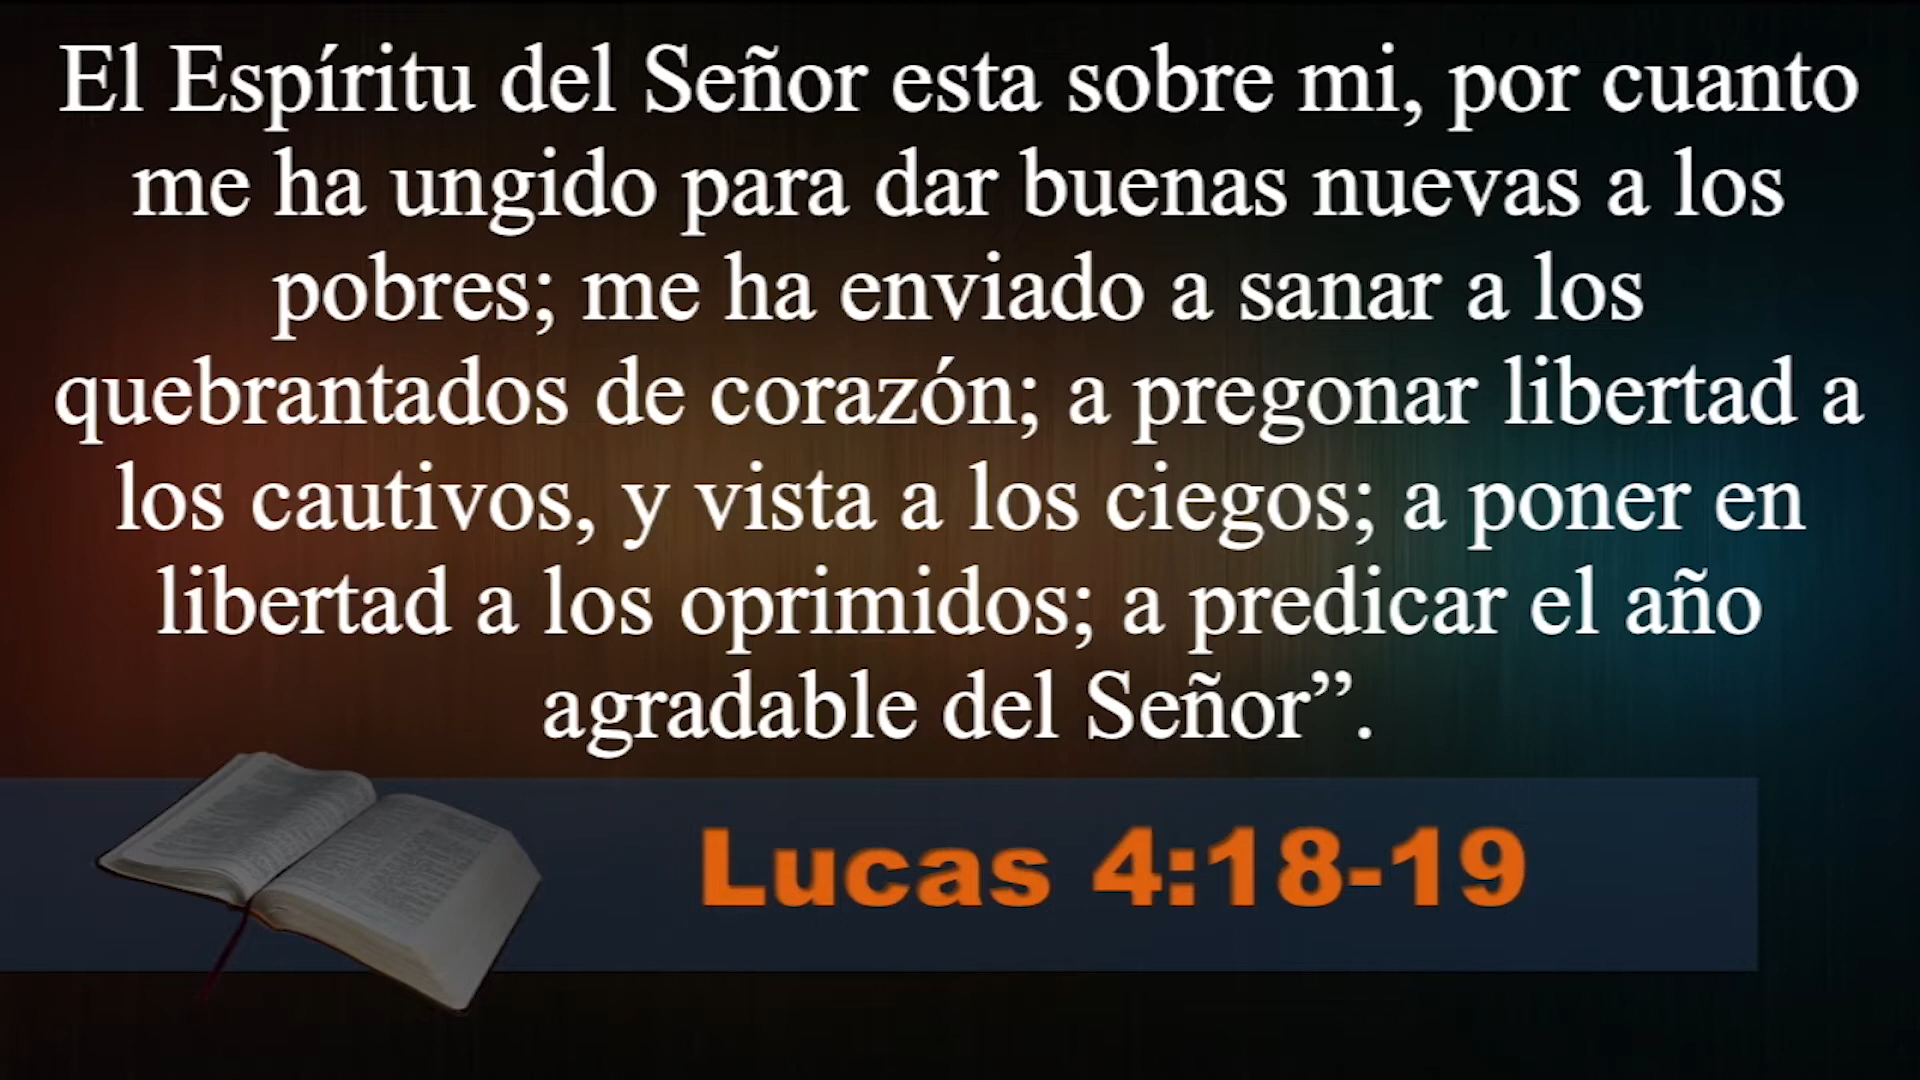 El Espíritu del Señor esta sobre mi, por cuanto
me ha ungido para dar buenas nuevas a los
pobres; me ha enviado a sanar a los
quebrantados de corazón; a pregonar libertad a
los cautivos, y vista a los ciegos; a poner en
libertad a los oprimidos; a predicar el año
agradable del Señor”.
Lucas 4:18-19